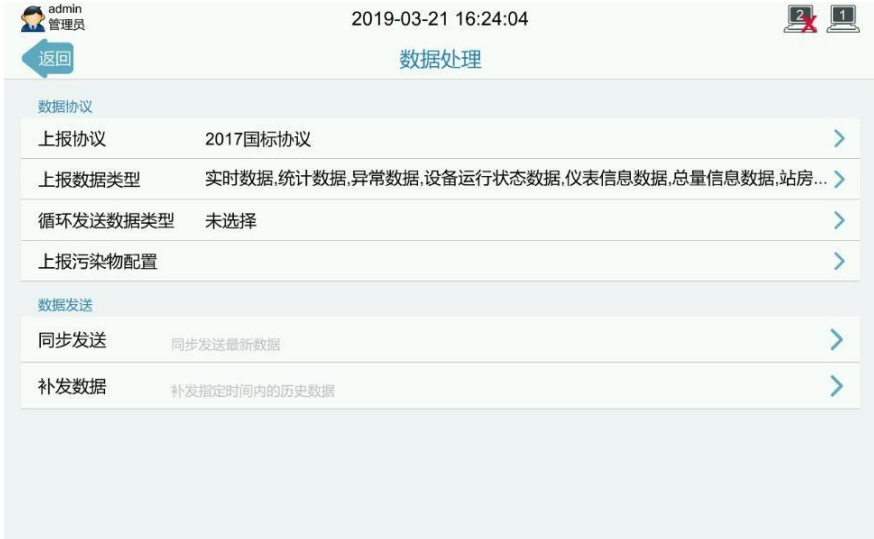 admin
管理员
2019-03-21 16:24:04
2
1
返回
数据处理
数据协议
上报协议 2017国标协议
上报数据类型 实时数据,统计数据,异常数据,设备运行状态数据,仪表信息数据,总量信息数据,站房...
循环发送数据类型 未选择
上报污染物配置
数据发送
同步发送 同步发送最新数据
补发数据 补发指定时间内的历史数据